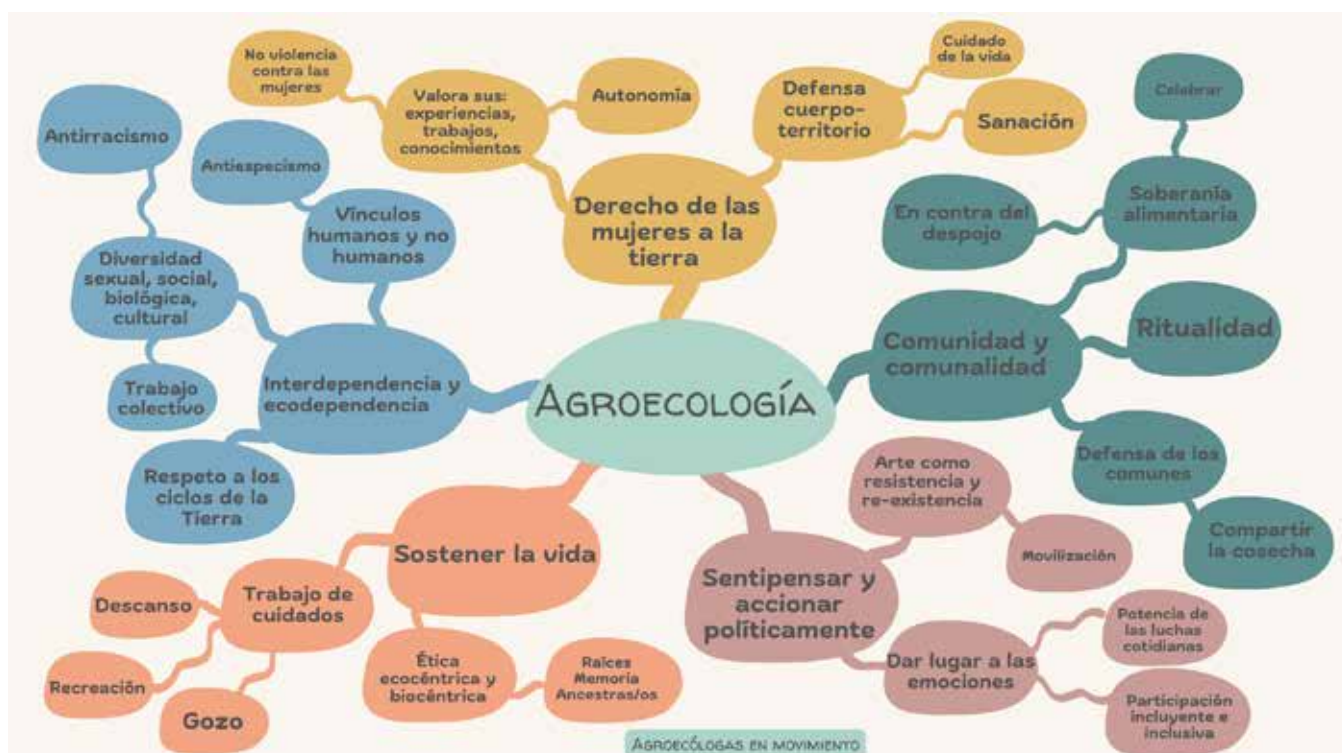 No violencia
contra las
mujeres
Valora sus:
experiencias,
trabajos,
conocimientos
Autonomía
Derecho de las
mujeres a la
tierra
Defensa
cuerpo-
territorio
Cuidado
de la vida
Sanación
Celebrar
Soberanía
alimentaria
En contra del
despojo
Comunidad y
comunalidad
Ritualidad
Defensa de los
comunes
Compartir
la cosecha
Antirracismo
Antiespecismo
Vínculos
humanos y no
humanos
Diversidad
sexual, social,
biológica,
cultural
Trabajo
colectivo
Interdependencia y
ecodependencia
Respeto a los
ciclos de la
Tierra
AGROECOLOGÍA
Sostener la vida
Trabajo de
cuidados
Descanso
Recreación
Gozo
Ética
ecocéntrica y
biocéntrica
Raíces
Memoria
Ancestras/os
Sentipensar y
accionar
políticamente
Arte como
resistencia y
re-existencia
Movilización
Dar lugar a las
emociones
Potencia de
las luchas
cotidianas
Participación
incluyente e
inclusiva
AGROECÓLOGAS EN MOVIMIENTO